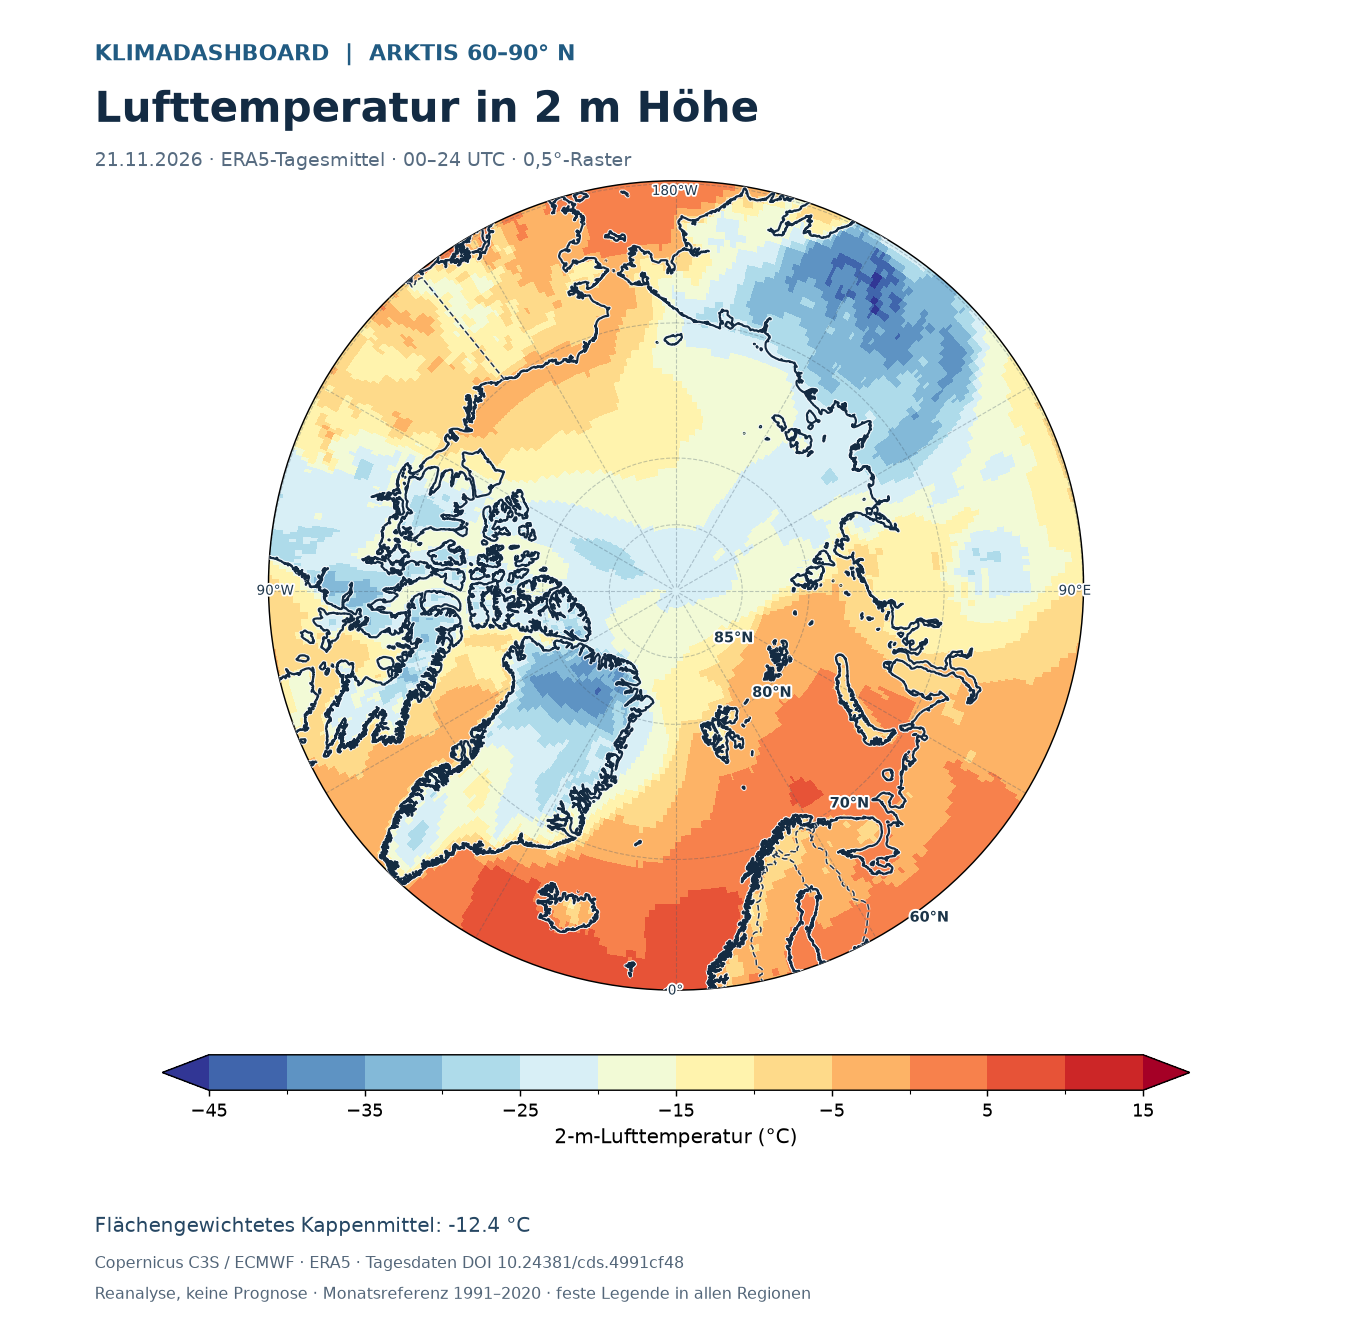 KLIMADASHBOARD | ARKTIS 60–90° N
Lufttemperatur in 2 m Höhe
21.11.2026 · ERA5-Tagesmittel · 00–24 UTC · 0,5°-Raster
180°W
90°W
90°E
85°N
80°N
70°N
60°N
0°
−45 −35 −25 −15 −5 5 15
2-m-Lufttemperatur (°C)
Flächengewichtetes Kappenmittel: -12.4 °C
Copernicus C3S / ECMWF · ERA5 · Tagesdaten DOI 10.24381/cds.4991cf48
Reanalyse, keine Prognose · Monatsreferenz 1991–2020 · feste Legende in allen Regionen